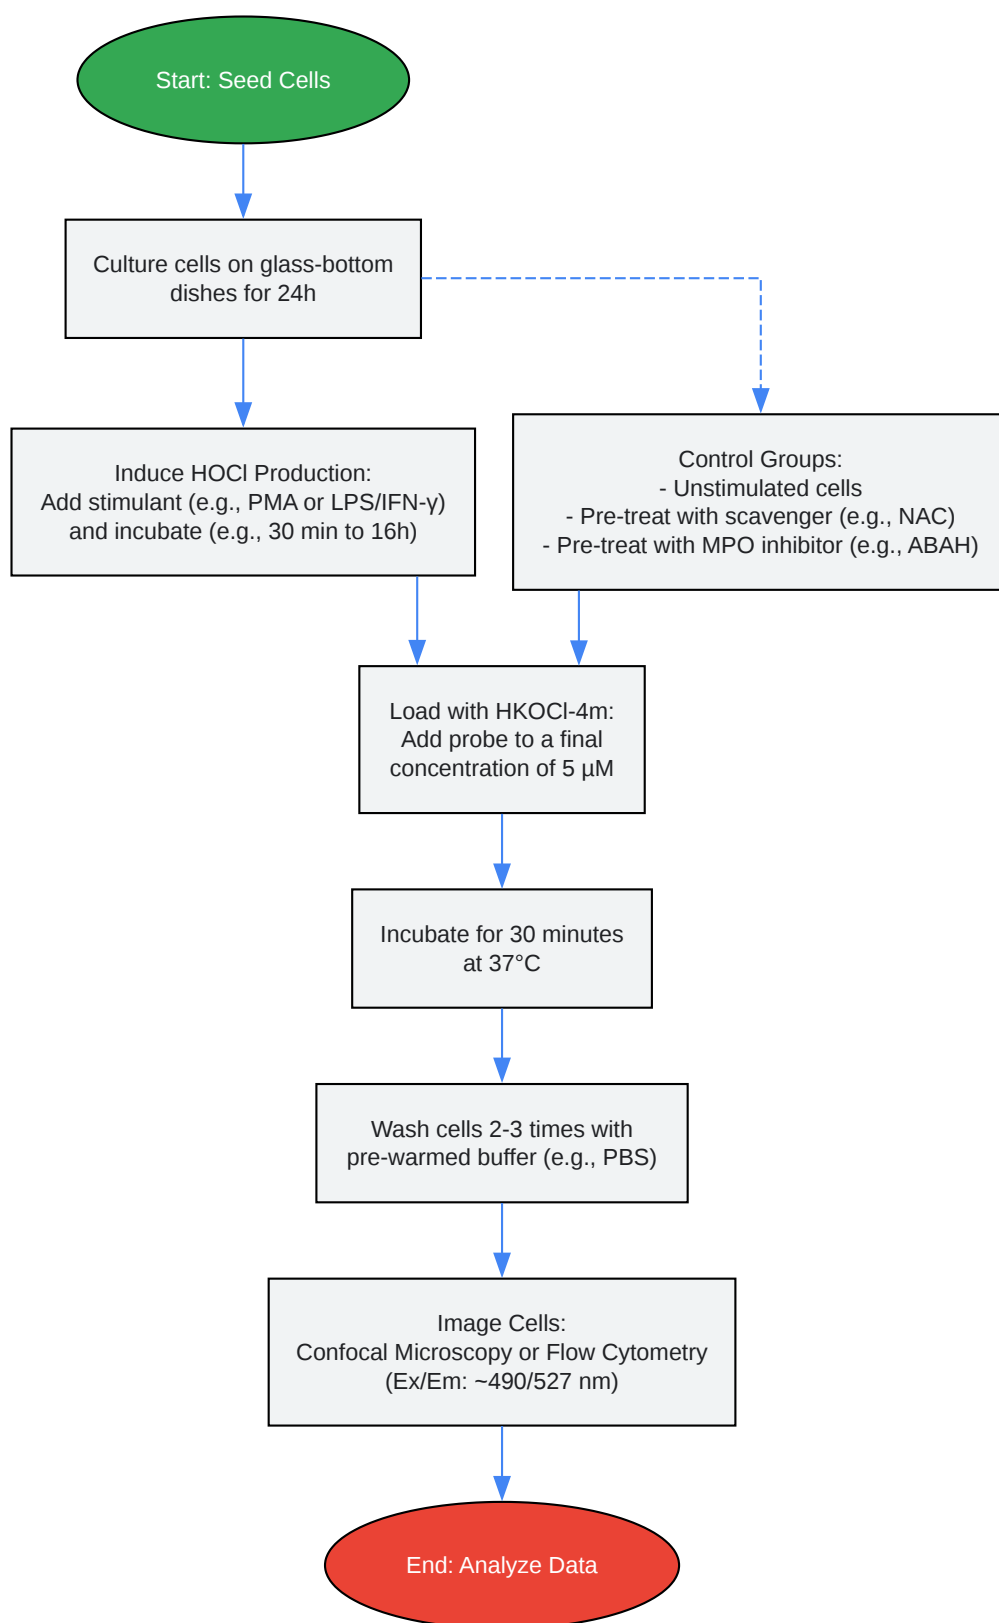 Start: Seed Cells
Culture cells on glass-bottom
dishes for 24h
Induce HOCl Production:
Add stimulant (e.g., PMA or LPS/IFN-γ)
and incubate (e.g., 30 min to 16h)
Control Groups:
- Unstimulated cells
- Pre-treat with scavenger (e.g., NAC)
- Pre-treat with MPO inhibitor (e.g., ABAH)
Load with HKOCl-4m:
Add probe to a final
concentration of 5 µM
Incubate for 30 minutes
at 37°C
Wash cells 2-3 times with
pre-warmed buffer (e.g., PBS)
Image Cells:
Confocal Microscopy or Flow Cytometry
(Ex/Em: ~490/527 nm)
End: Analyze Data